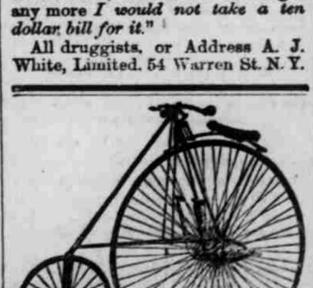 any more I would not take a ten
dollar bill for it."
All druggists, or Address A. J.
White, Limited. 54 Warren St. N. Y.